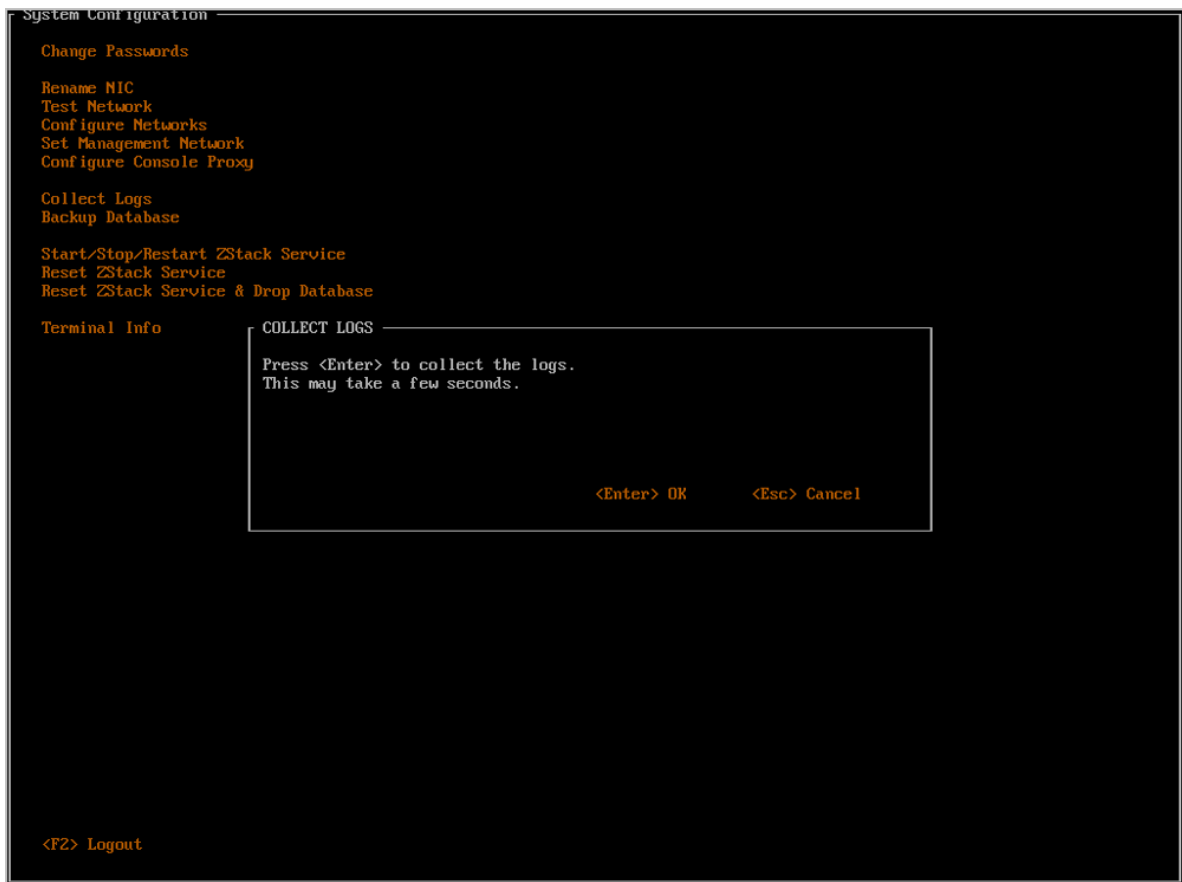 System Configuration
Change Passwords
Rename NIC
Test Network
Configure Networks
Set Management Network
Configure Console Proxy
Collect Logs
Backup Database
Start/Stop/Restart ZStack Service
Reset ZStack Service
Reset ZStack Service & Drop Database
Terminal Info
COLLECT LOGS
Press <Enter> to collect the logs.
This may take a few seconds.
<Enter> OK <Esc> Cancel
<F2> Logout